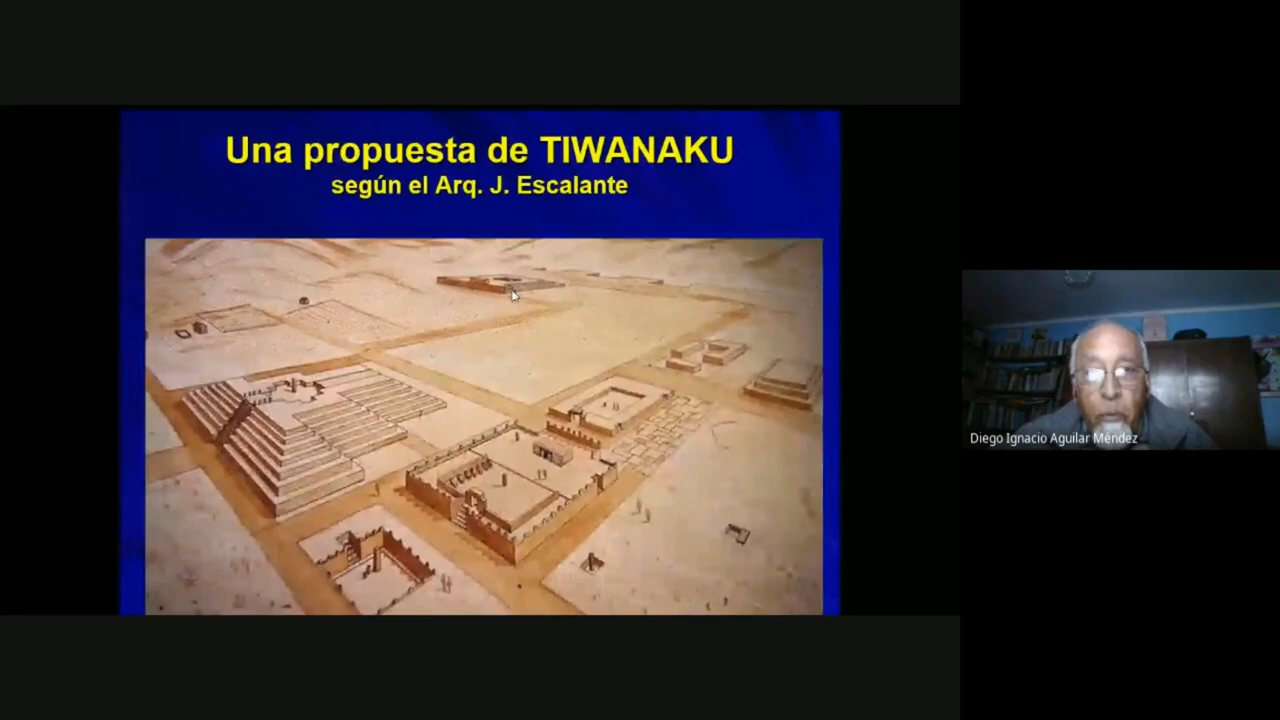 Una propuesta de TIWANAKU
según el Arq. J. Escalante
Diego Ignacio Aguilar Méndez